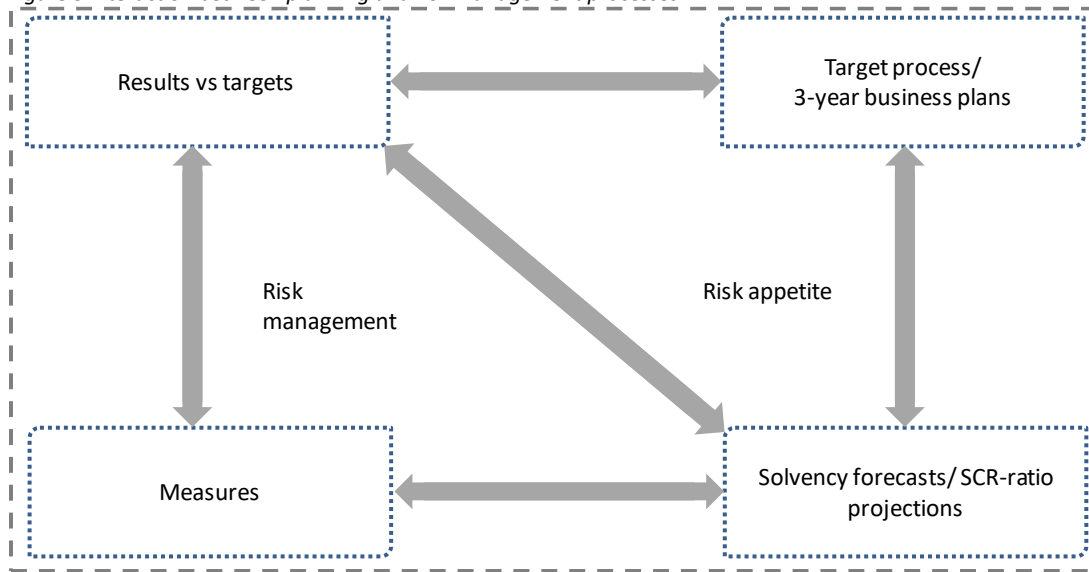 Results vs targets
Target process/
3-year business plans
Risk
management
Risk appetite
Measures
Solvency forecasts/ SCR-ratio
projections